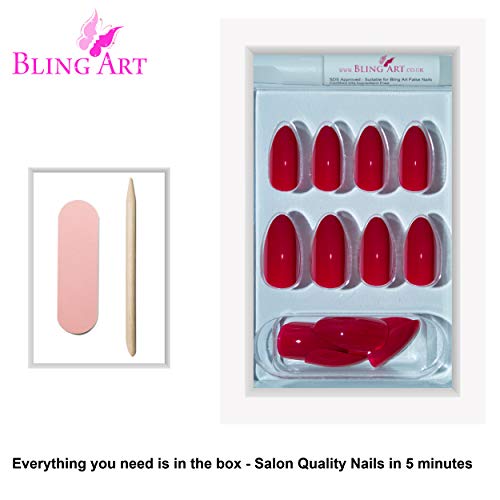 BLING ART
www.BLING ART.co.uk
SDS Approved - Suitable for Bling Art False Nails
Everything you need is in the box - Salon Quality Nails in 5 minutes